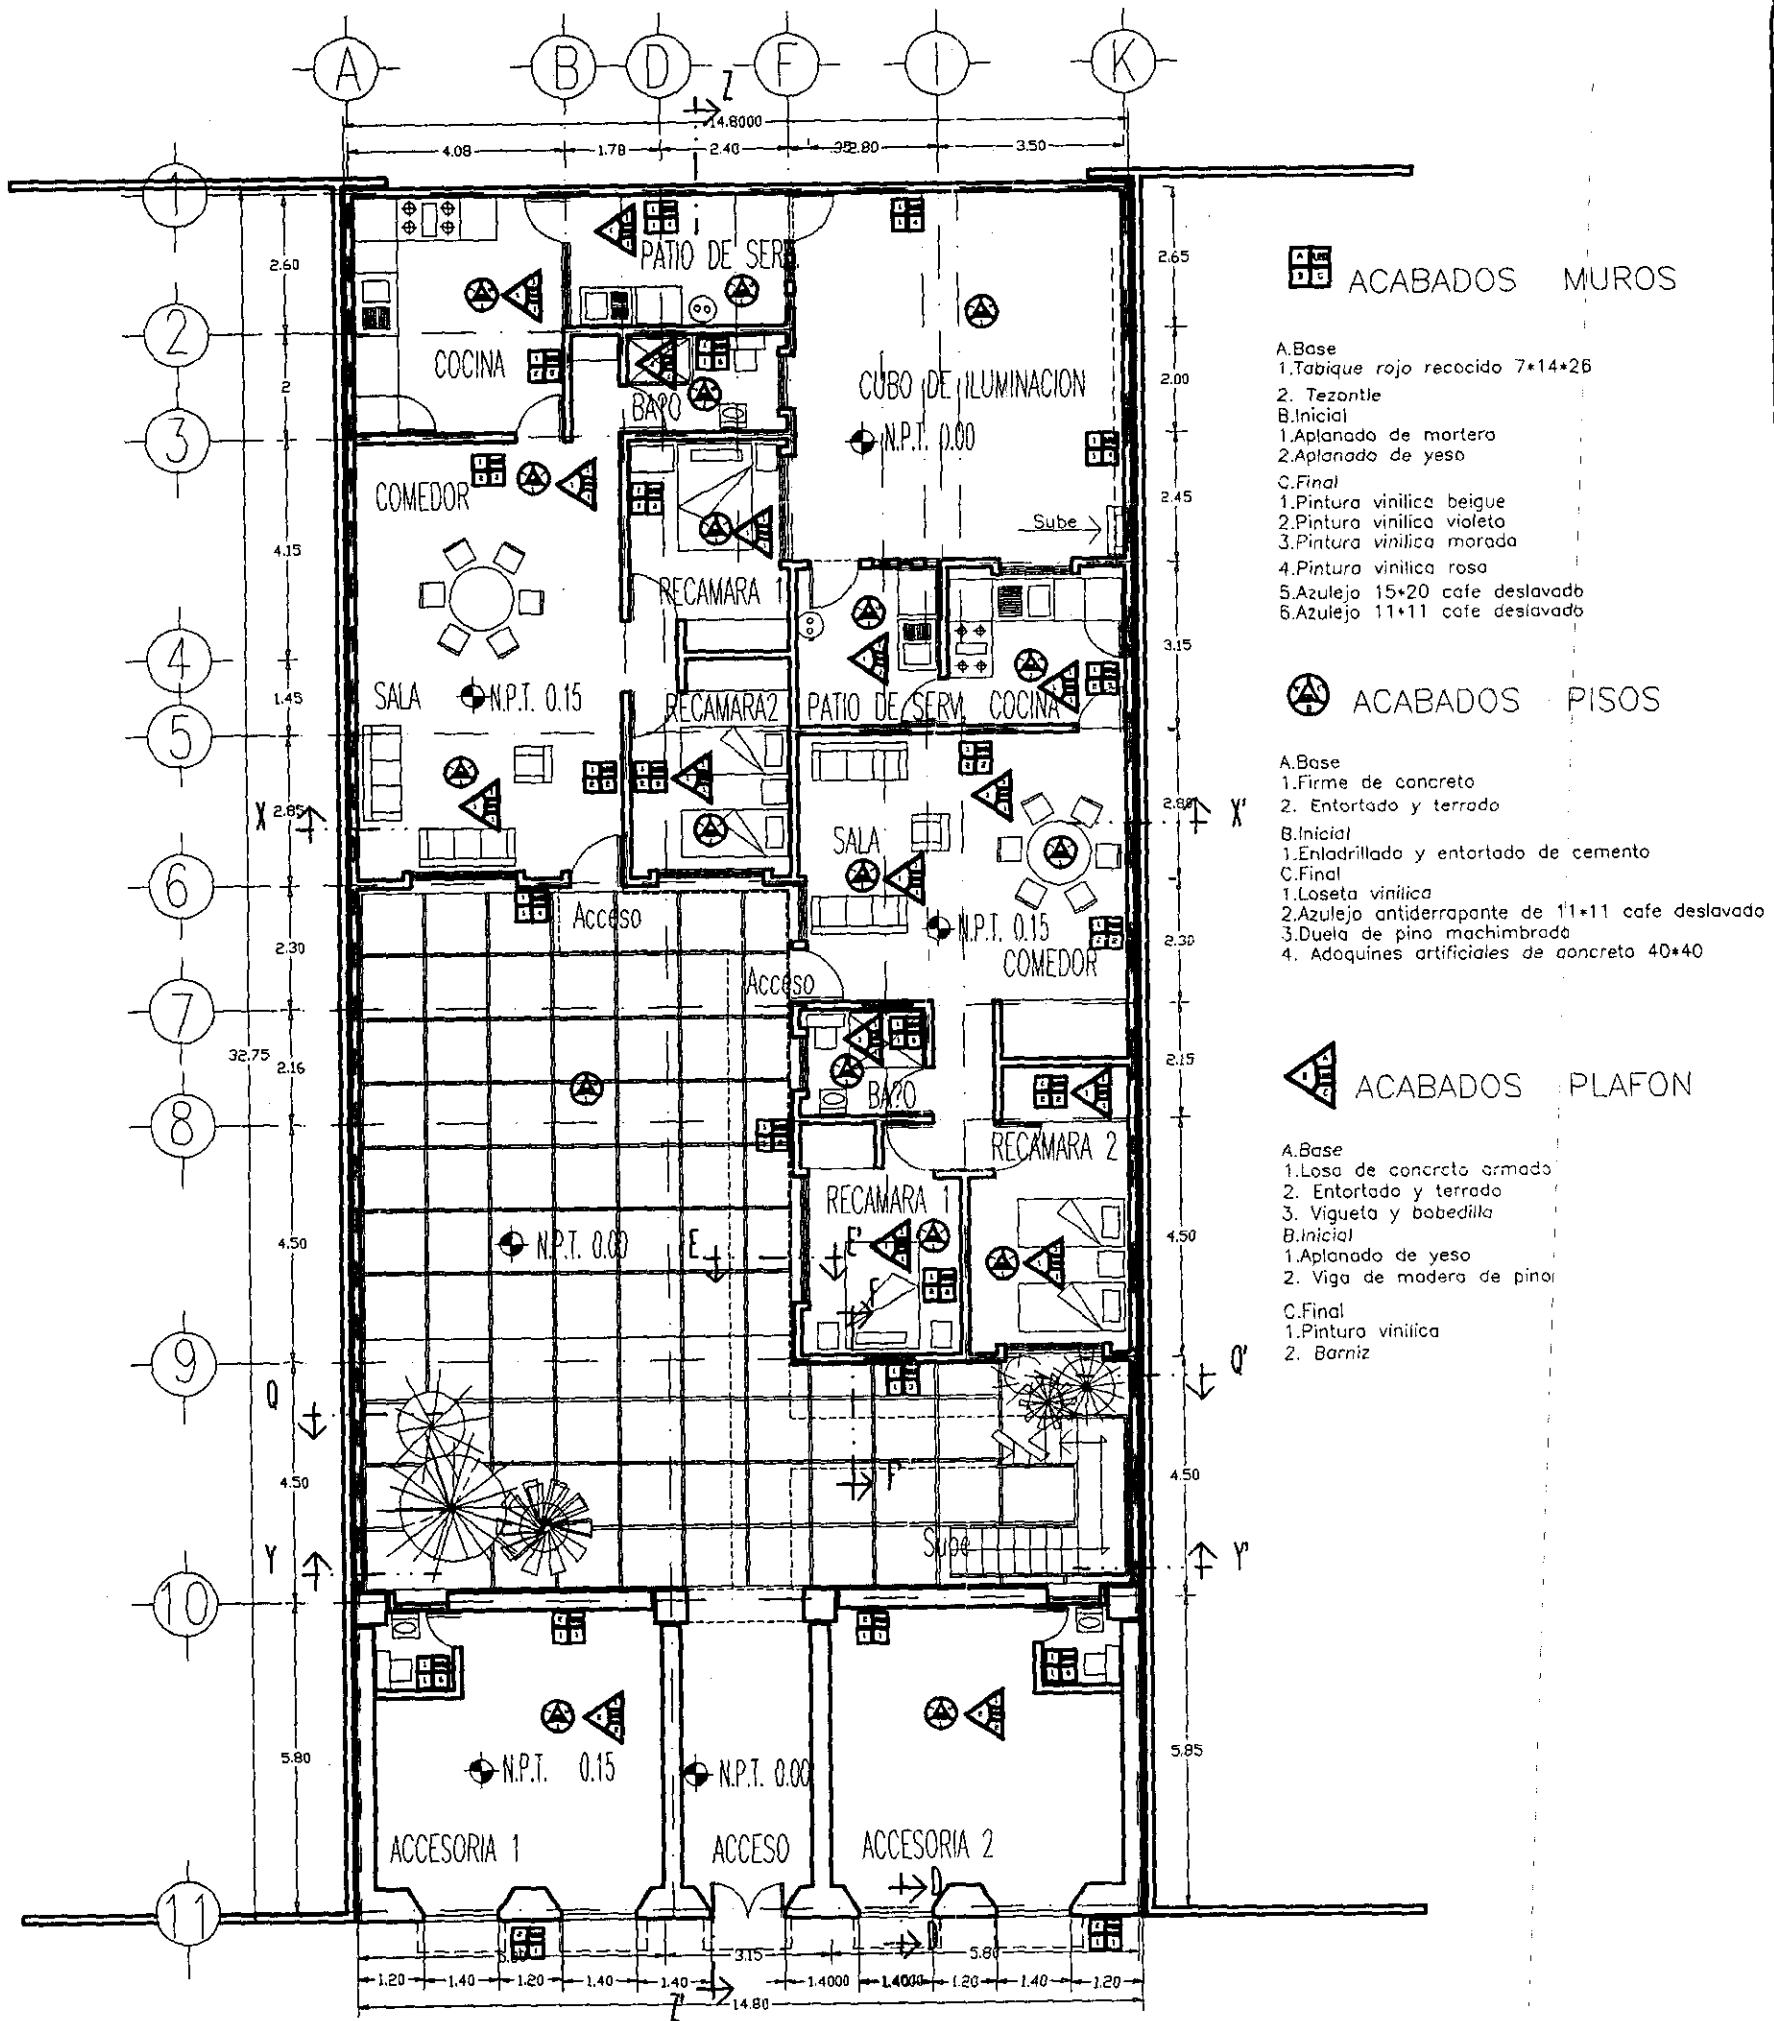 A B D F I K
Z
14.8000
4.08 1.78 2.40 2.80 3.50
1
2.60
PATIO DE SERV.
2.65
2
COCINA
2
BA?O
CUBO DE ILUMINACION
2.00
3
N.P.T. 0.00
COMEDOR
2.45
Sube
4.15
RECAMARA 1
4
3.15
SALA
N.P.T. 0.15
1.45
RECAMARA2
PATIO DE SERV.
COCINA
5
X
2.85
X'
SALA
6
Acceso
N.P.T. 0.15
2.30
2.30
COMEDOR
Acceso
7
32.75
2.16
2.15
BA?O
8
RECAMARA 2
RECAMARA 1
4.50
N.P.T. 0.00
E E'
4.50
F
9
Q
Q'
4.50
F'
4.50
Sube
Y
Y'
10
5.80
N.P.T. 0.15
N.P.T. 0.00
5.85
ACCESORIA 1
ACCESO
ACCESORIA 2
D
11
D'
3.15
5.80
1.20 1.40 1.20 1.40 1.40 1.4000 1.4000 1.20 1.40 1.20
Z'
14.80
ACABADOS MUROS
A.Base
1.Tabique rojo recocido 7*14*26
2. Tezontle
B.Inicial
1.Aplanado de mortero
2.Aplanado de yeso
C.Final
1.Pintura vinilica beigue
2.Pintura vinilica violeta
3.Pintura vinilica morada
4.Pintura vinilica rosa
5.Azulejo 15*20 cafe deslavado
6.Azulejo 11*11 cafe deslavado
ACABADOS PISOS
A.Base
1.Firme de concreto
2. Entortado y terrado
B.Inicial
1.Enladrillado y entortado de cemento
C.Final
1.Loseta vinilica
2.Azulejo antiderrapante de 11*11 cafe deslavado
3.Duela de pino machimbrado
4. Adoquines artificiales de concreto 40*40
ACABADOS PLAFON
A.Base
1.Losa de concreto armado
2. Entortado y terrado
3. Vigueta y bobedilla
B.Inicial
1.Aplanado de yeso
2. Viga de madera de pino
C.Final
1.Pintura vinilica
2. Barniz